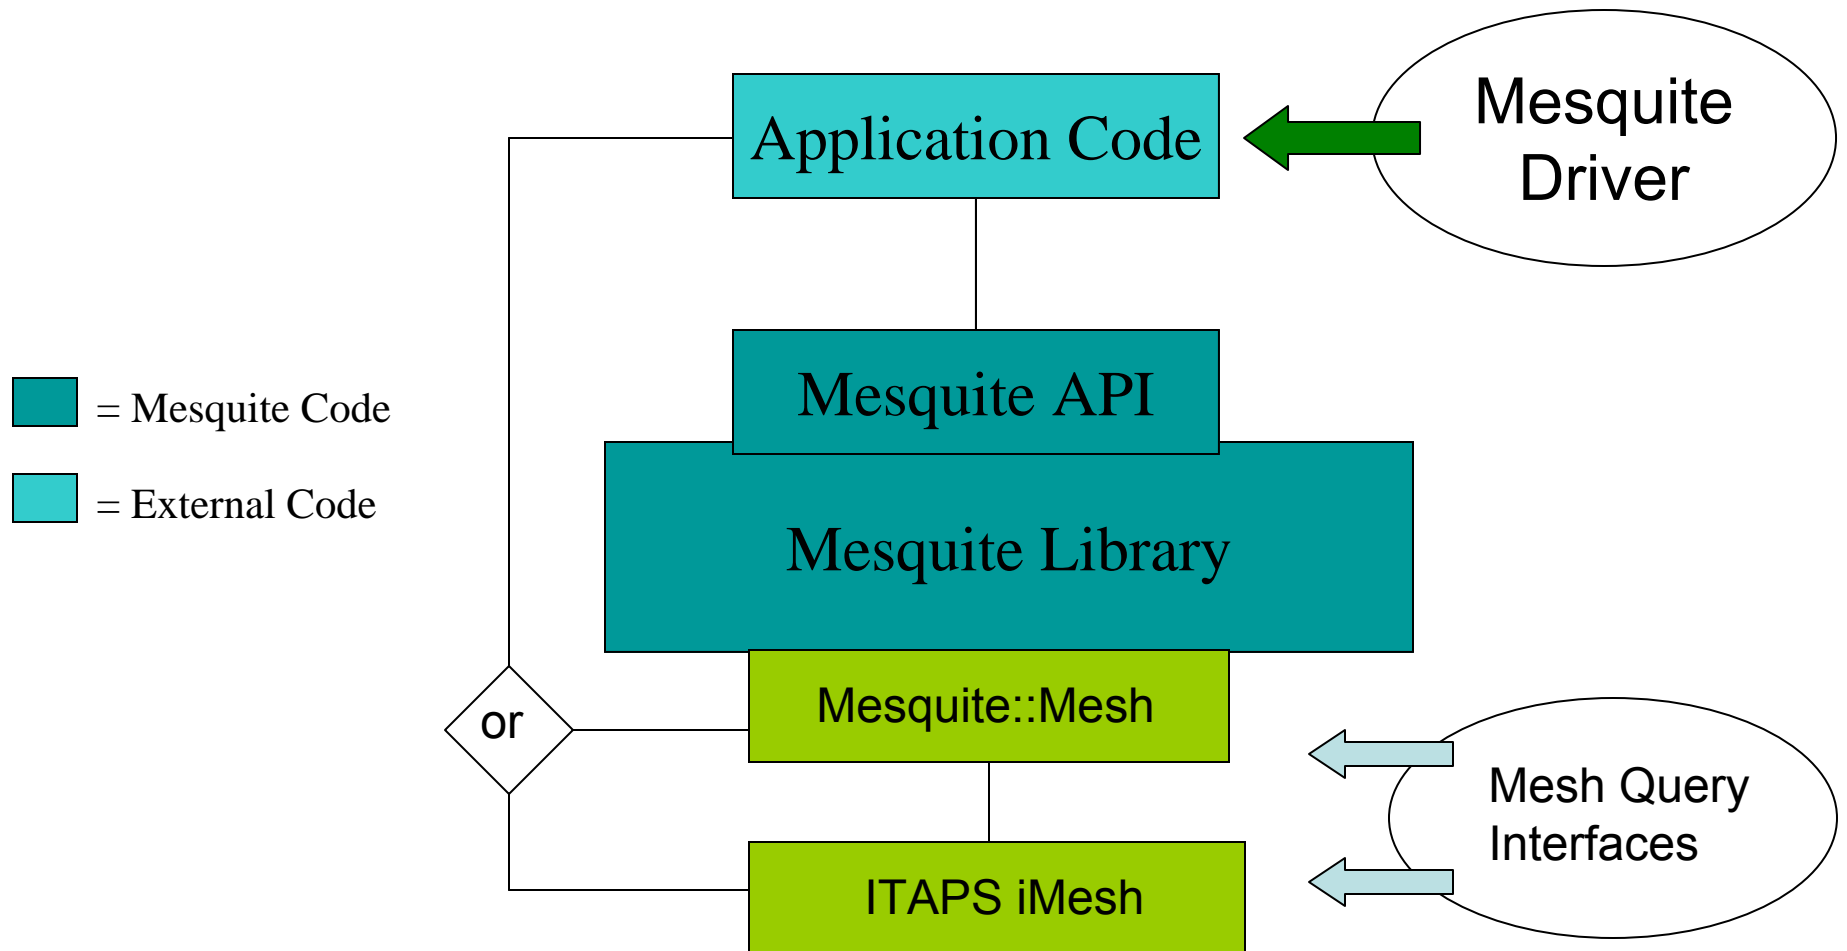 Application Code
Mesquite
Driver
Mesquite API
= Mesquite Code
= External Code
Mesquite Library
Mesquite::Mesh
or
Mesh Query
Interfaces
ITAPS iMesh